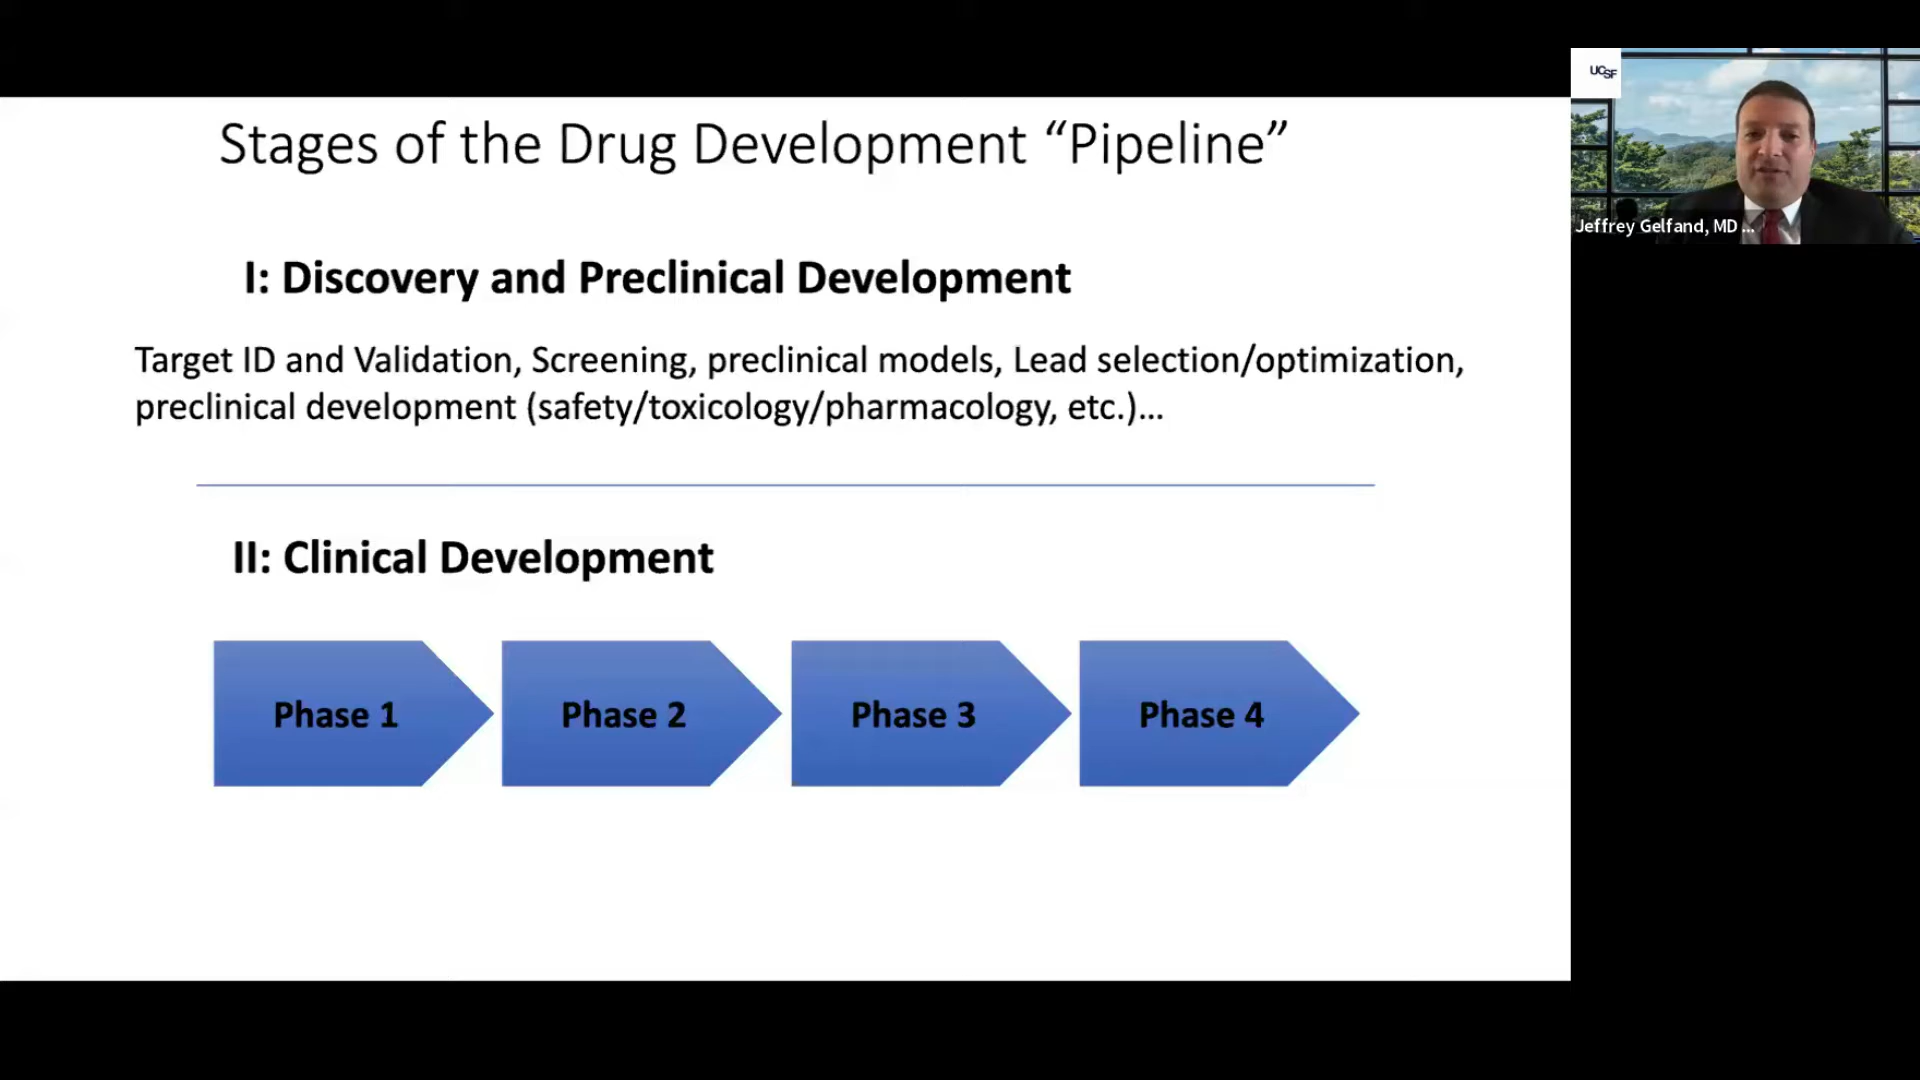 Stages of the Drug Development “Pipeline”
I: Discovery and Preclinical Development
Target ID and Validation, Screening, preclinical models, Lead selection/optimization,
preclinical development (safety/toxicology/pharmacology, etc.)...
II: Clinical Development
Phase 1
Phase 2
Phase 3
Phase 4
UCSF
Jeffrey Gelfand, MD ...